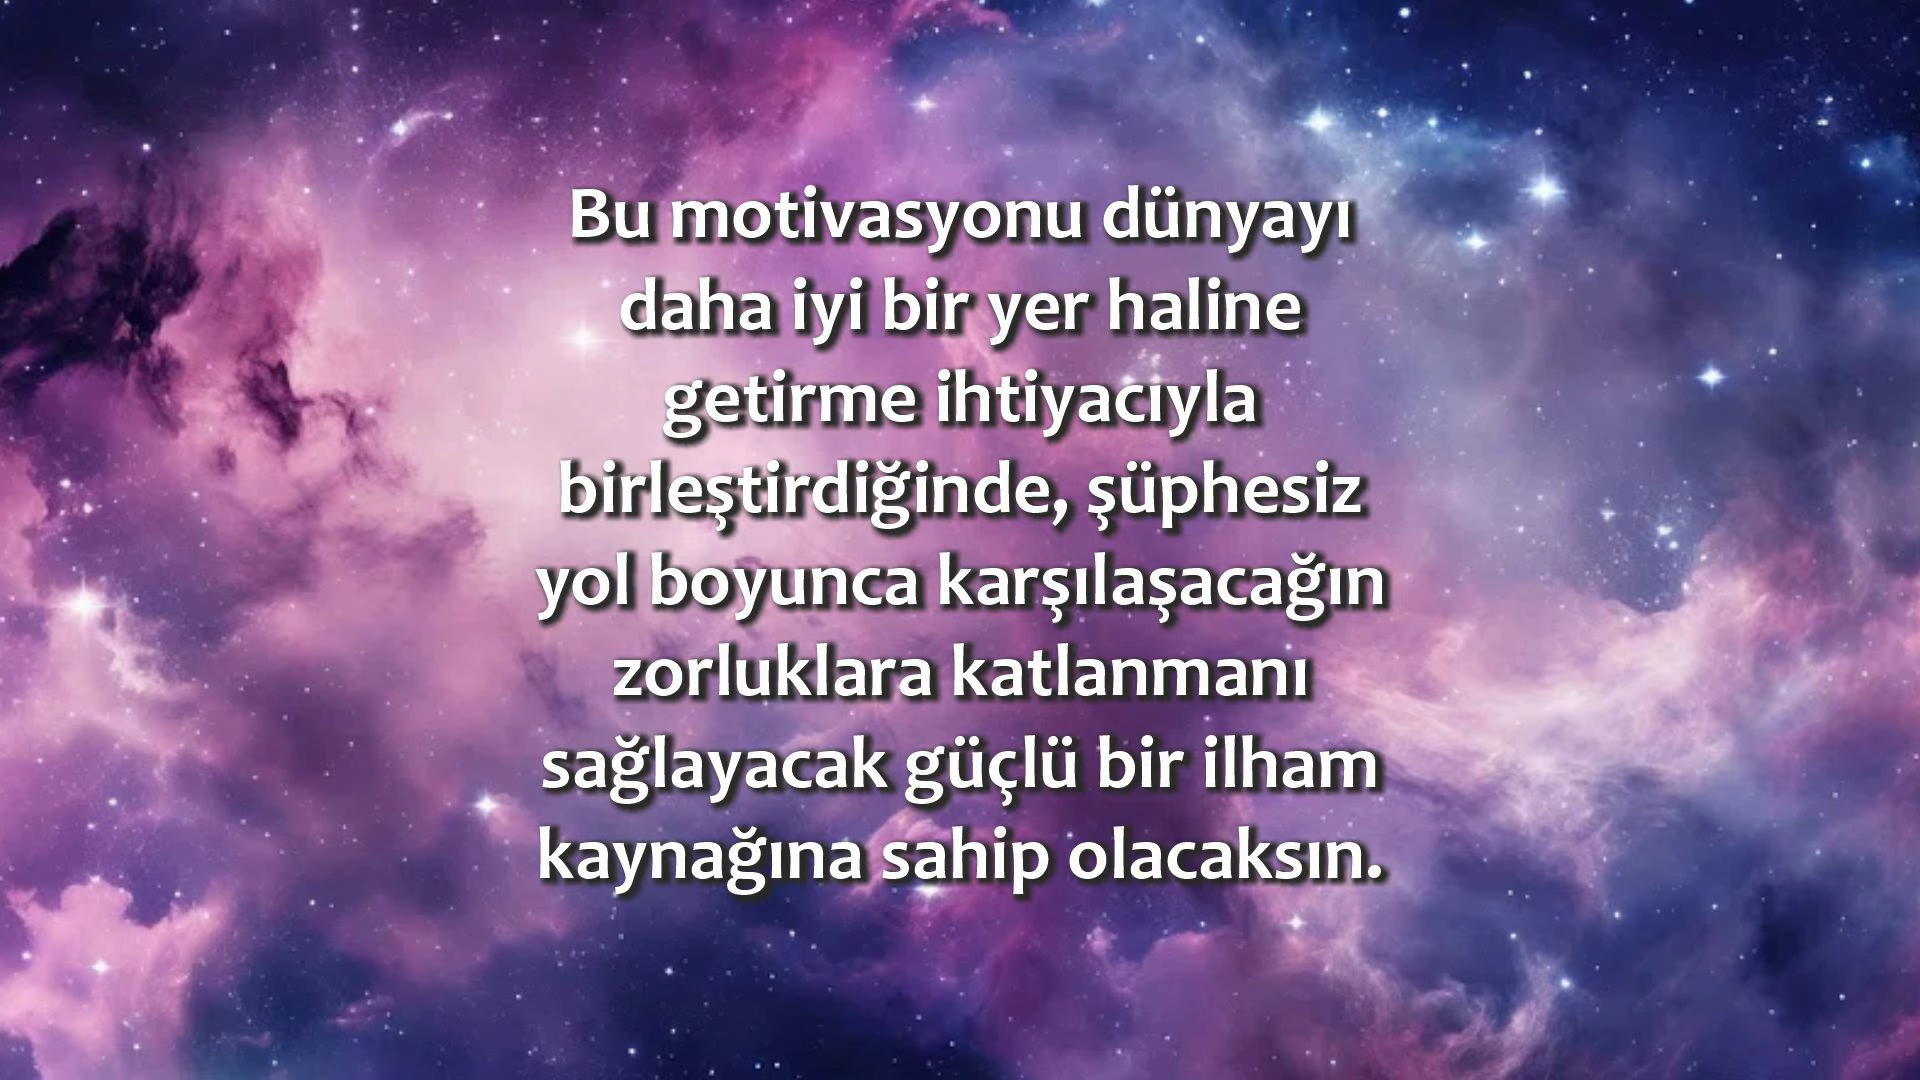 Bu motivasyonu dünyayı
daha iyi bir yer haline
getirme ihtiyacıyla
birleştirdiğinde, şüphesiz
yol boyunca karşılaşacağın
zorluklara katlanmanı
sağlayacak güçlü bir ilham
kaynağına sahip olacaksın.